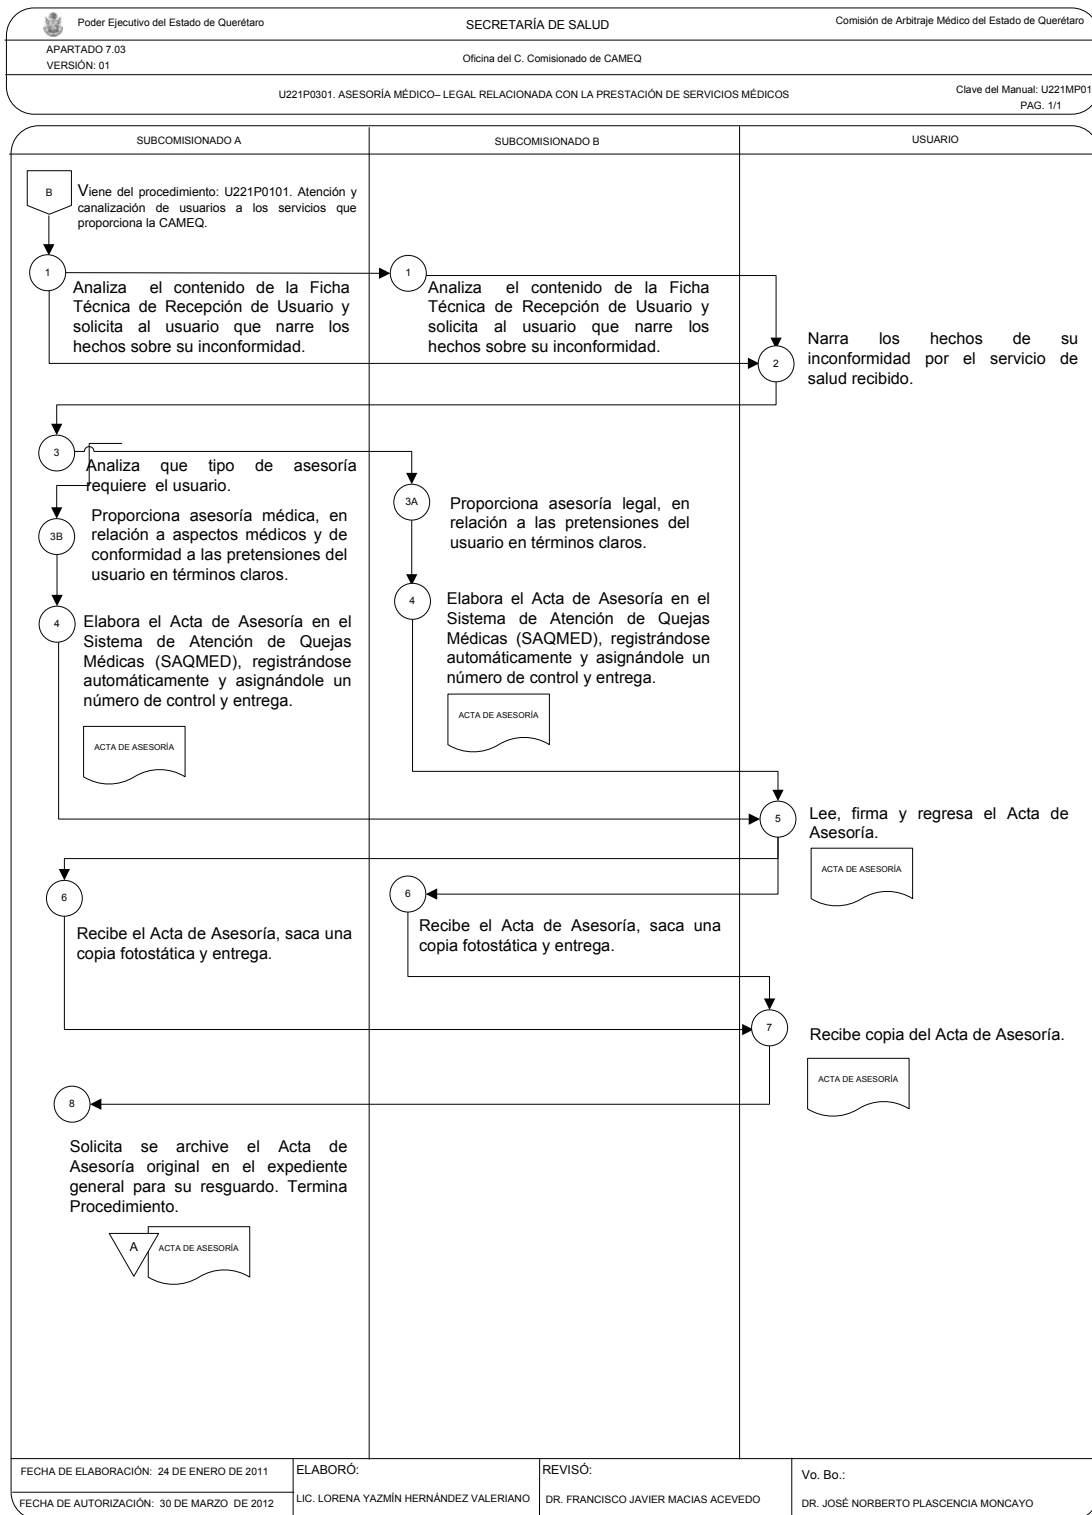 Poder Ejecutivo del Estado de Querétaro
SECRETARÍA DE SALUD
Comisión de Arbitraje Médico del Estado de Querétaro
APARTADO 7.03
VERSIÓN: 01
Oficina del C. Comisionado de CAMEQ
U221P0301. ASESORÍA MÉDICO– LEGAL RELACIONADA CON LA PRESTACIÓN DE SERVICIOS MÉDICOS
Clave del Manual: U221MP01
PAG. 1/1
SUBCOMISIONADO A
SUBCOMISIONADO B
USUARIO
B
Viene del procedimiento: U221P0101. Atención y
canalización de usuarios a los servicios que
proporciona la CAMEQ.
1
Analiza el contenido de la Ficha
Técnica de Recepción de Usuario y
solicita al usuario que narre los
hechos sobre su inconformidad.
1
Analiza el contenido de la Ficha
Técnica de Recepción de Usuario y
solicita al usuario que narre los
hechos sobre su inconformidad.
2
Narra los hechos de su
inconformidad por el servicio de
salud recibido.
3
Analiza que tipo de asesoría
requiere el usuario.
3A
Proporciona asesoría legal, en
relación a las pretensiones del
usuario en términos claros.
3B
Proporciona asesoría médica, en
relación a aspectos médicos y de
conformidad a las pretensiones del
usuario en términos claros.
4
Elabora el Acta de Asesoría en el
Sistema de Atención de Quejas
Médicas (SAQMED), registrándose
automáticamente y asignándole un
número de control y entrega.
ACTA DE ASESORÍA
4
Elabora el Acta de Asesoría en el
Sistema de Atención de Quejas
Médicas (SAQMED), registrándose
automáticamente y asignándole un
número de control y entrega.
ACTA DE ASESORÍA
5
Lee, firma y regresa el Acta de
Asesoría.
ACTA DE ASESORÍA
6
Recibe el Acta de Asesoría, saca una
copia fotostática y entrega.
6
Recibe el Acta de Asesoría, saca una
copia fotostática y entrega.
7
Recibe copia del Acta de Asesoría.
ACTA DE ASESORÍA
8
Solicita se archive el Acta de
Asesoría original en el expediente
general para su resguardo. Termina
Procedimiento.
A
ACTA DE ASESORÍA
FECHA DE ELABORACIÓN: 24 DE ENERO DE 2011
FECHA DE AUTORIZACIÓN: 30 DE MARZO DE 2012
ELABORÓ:
LIC. LORENA YAZMÍN HERNÁNDEZ VALERIANO
REVISÓ:
DR. FRANCISCO JAVIER MACIAS ACEVEDO
Vo. Bo.:
DR. JOSÉ NORBERTO PLASCENCIA MONCAYO